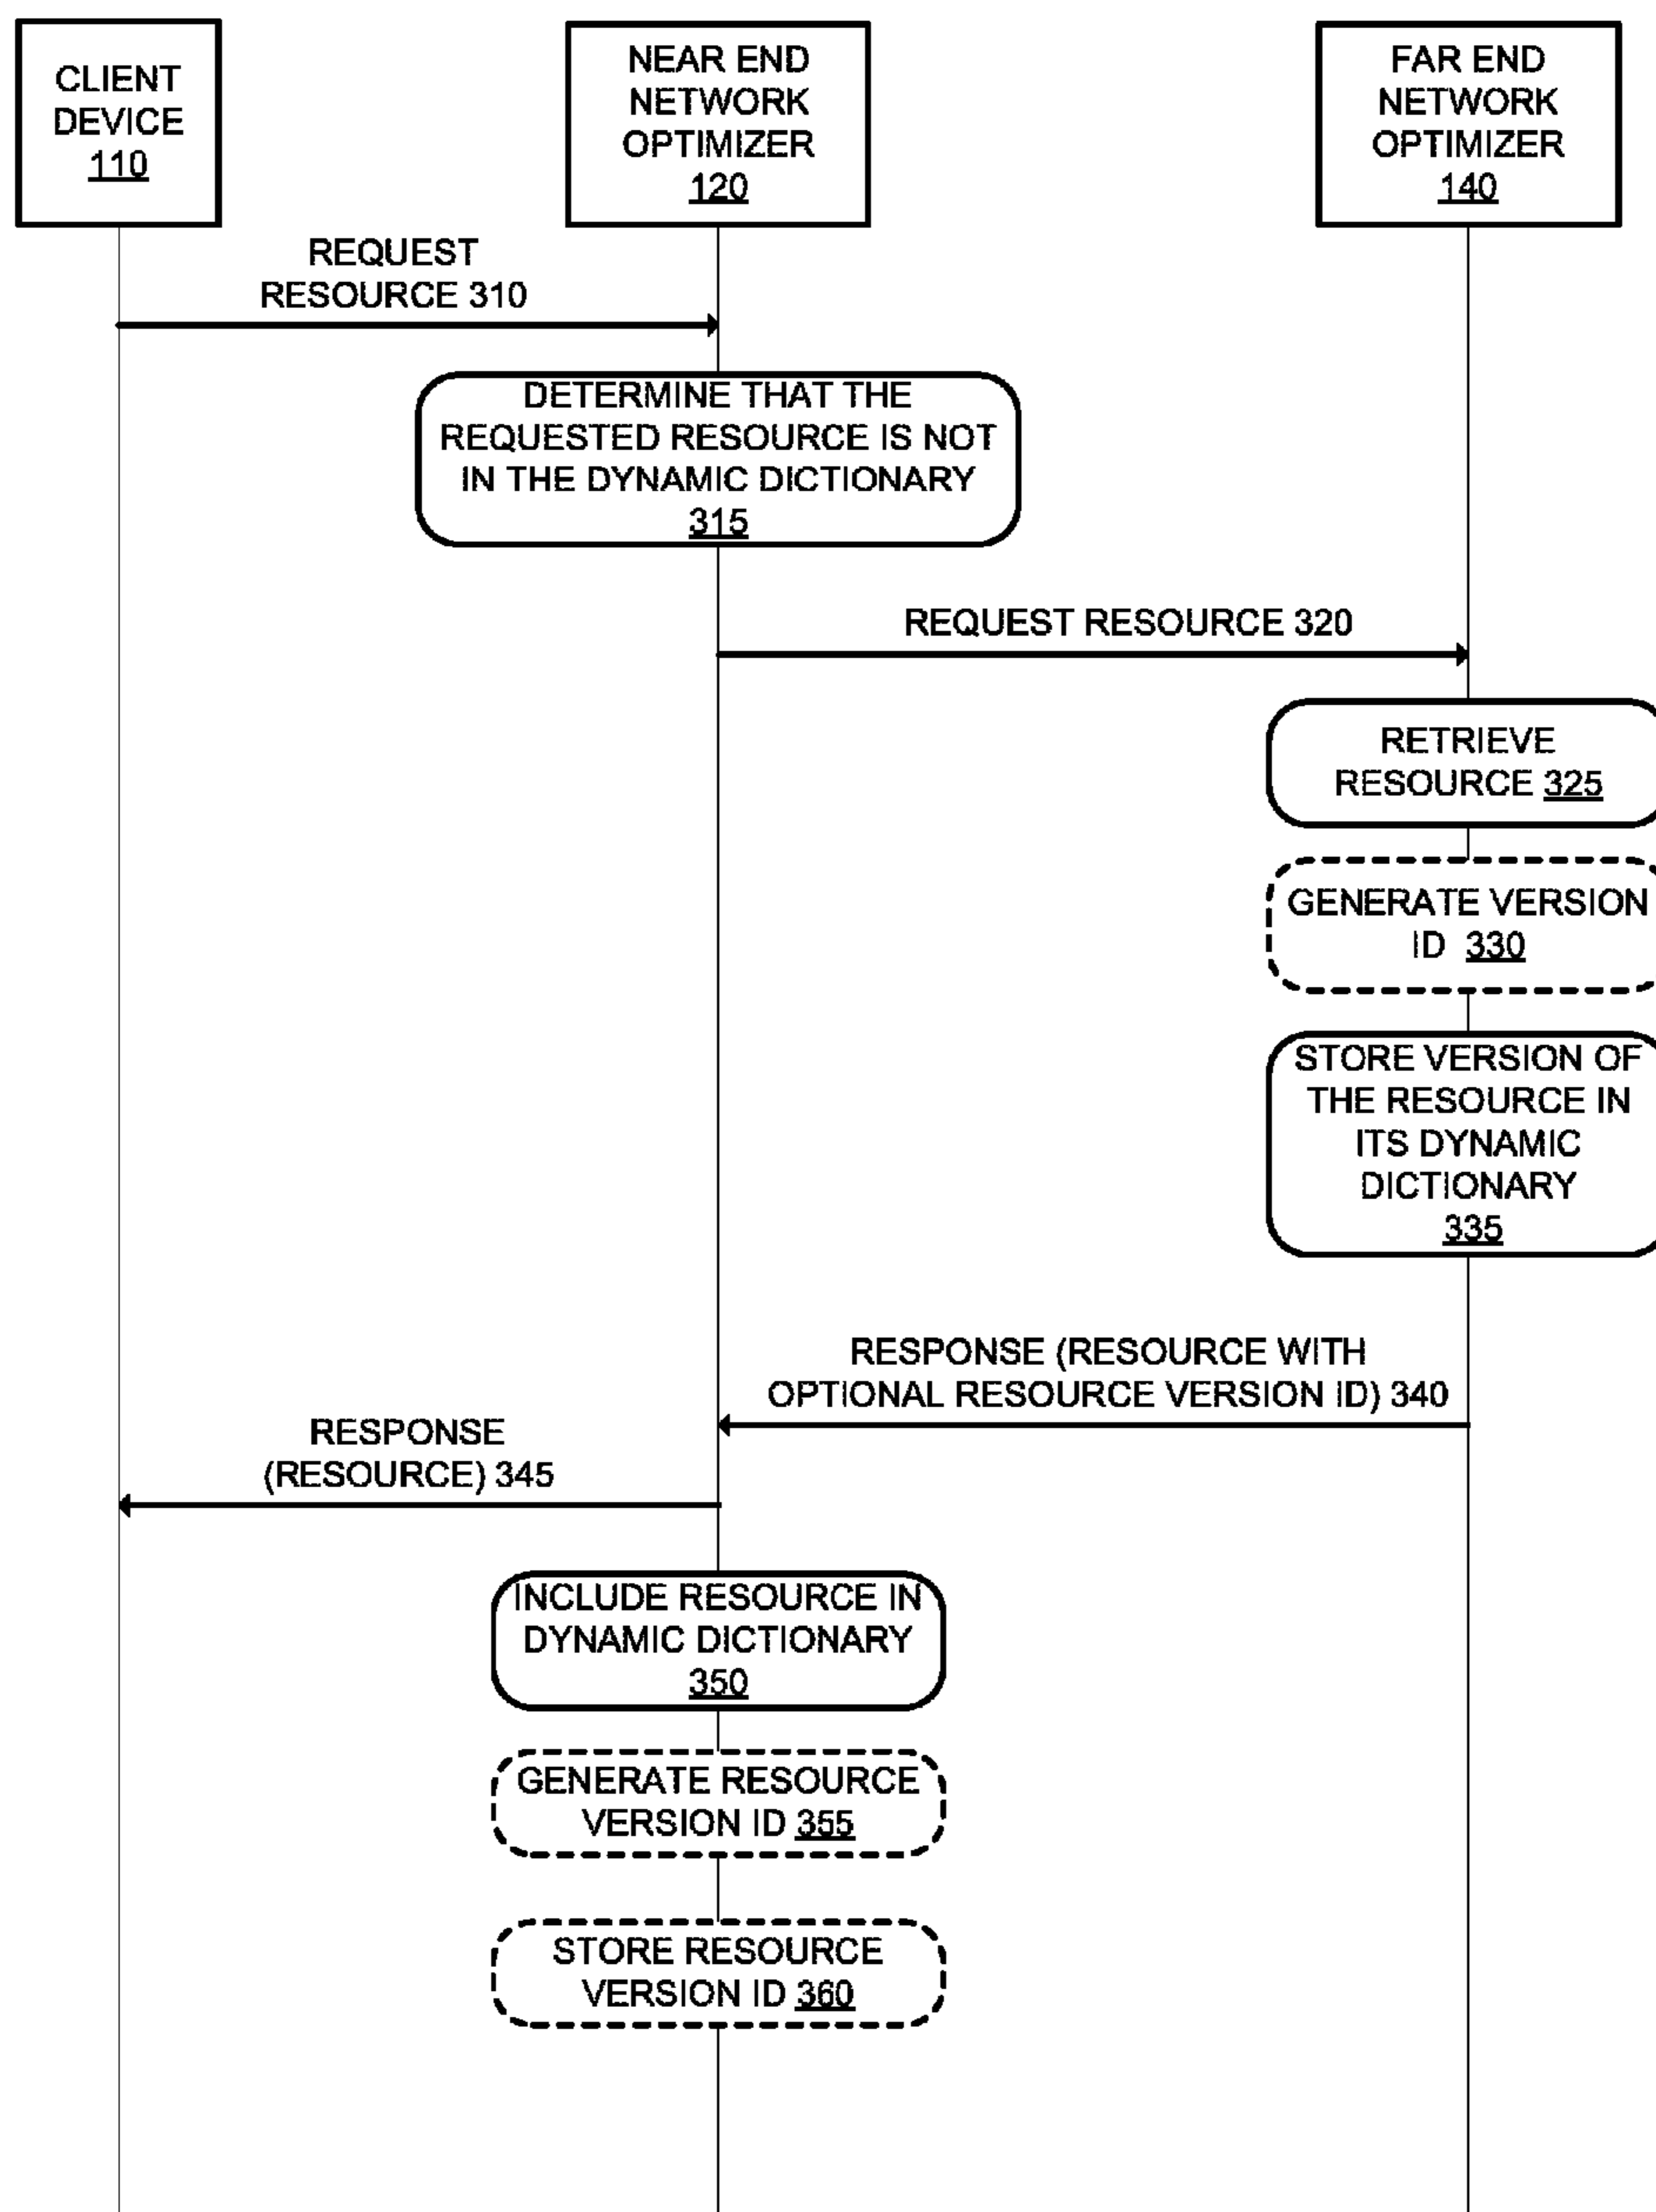 CLIENT
DEVICE
110
NEAR END
NETWORK
OPTIMIZER
120
FAR END
NETWORK
OPTIMIZER
140
REQUEST
RESOURCE 310
DETERMINE THAT THE
REQUESTED RESOURCE IS NOT
IN THE DYNAMIC DICTIONARY
315
REQUEST RESOURCE 320
RETRIEVE
RESOURCE 325
GENERATE VERSION
ID 330
STORE VERSION OF
THE RESOURCE IN
ITS DYNAMIC
DICTIONARY
335
RESPONSE (RESOURCE WITH
OPTIONAL RESOURCE VERSION ID) 340
RESPONSE
(RESOURCE) 345
INCLUDE RESOURCE IN
DYNAMIC DICTIONARY
350
GENERATE RESOURCE
VERSION ID 355
STORE RESOURCE
VERSION ID 360